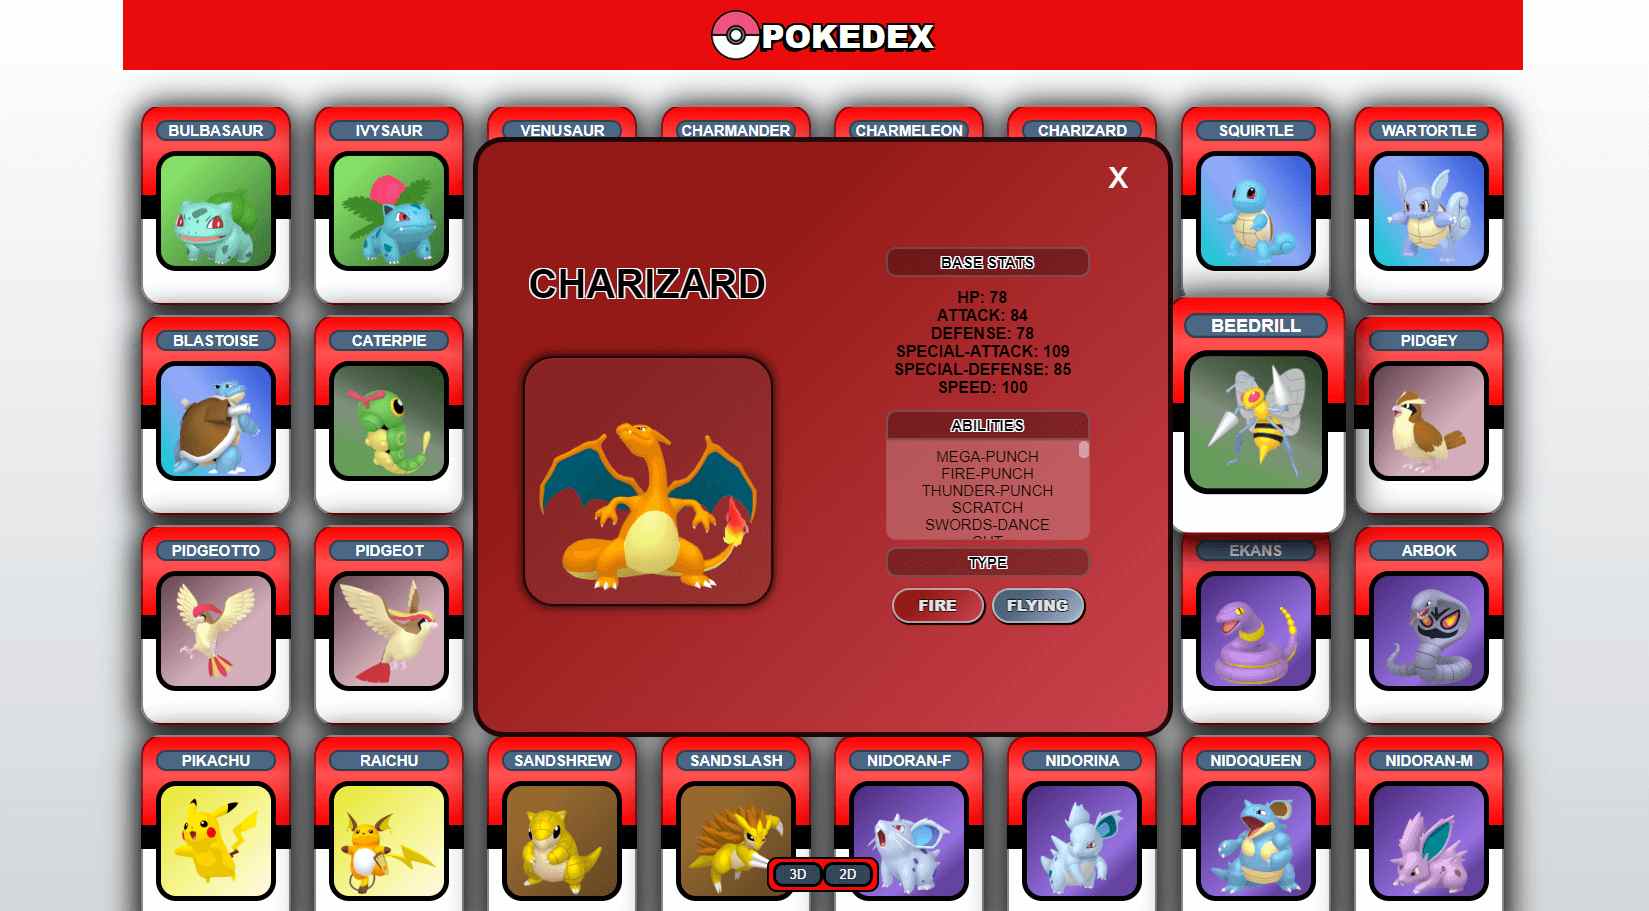 POKEDEX
BULBASAUR
IVYSAUR
VENUSAUR
CHARMANDER
CHARMELEON
CHARIZARD
SQUIRTLE
WARTORTLE
X
CHARIZARD
BASE STATS
HP: 78
ATTACK: 84
DEFENSE: 78
SPECIAL-ATTACK: 109
SPECIAL-DEFENSE: 85
SPEED: 100
ABILITIES
MEGA-PUNCH
FIRE-PUNCH
THUNDER-PUNCH
SCRATCH
SWORDS-DANCE
CUT
TYPE
FIRE
FLYING
BLASTOISE
CATERPIE
BEEDRILL
PIDGEY
PIDGEOTTO
PIDGEOT
EKANS
ARBOK
PIKACHU
RAICHU
SANDSHREW
SANDSLASH
NIDORAN-F
NIDORINA
NIDOQUEEN
NIDORAN-M
3D
2D